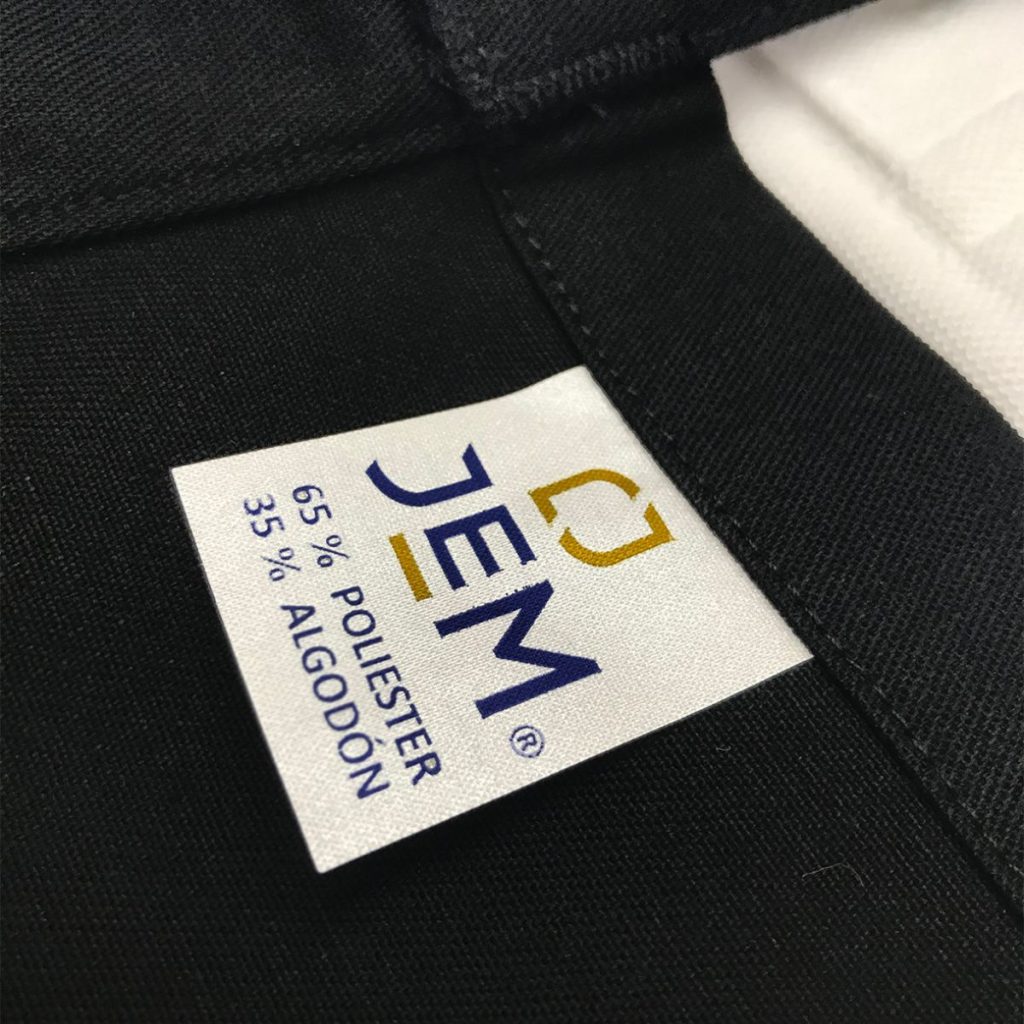 JEM®
65 % POLIESTER
35 % ALGODÓN